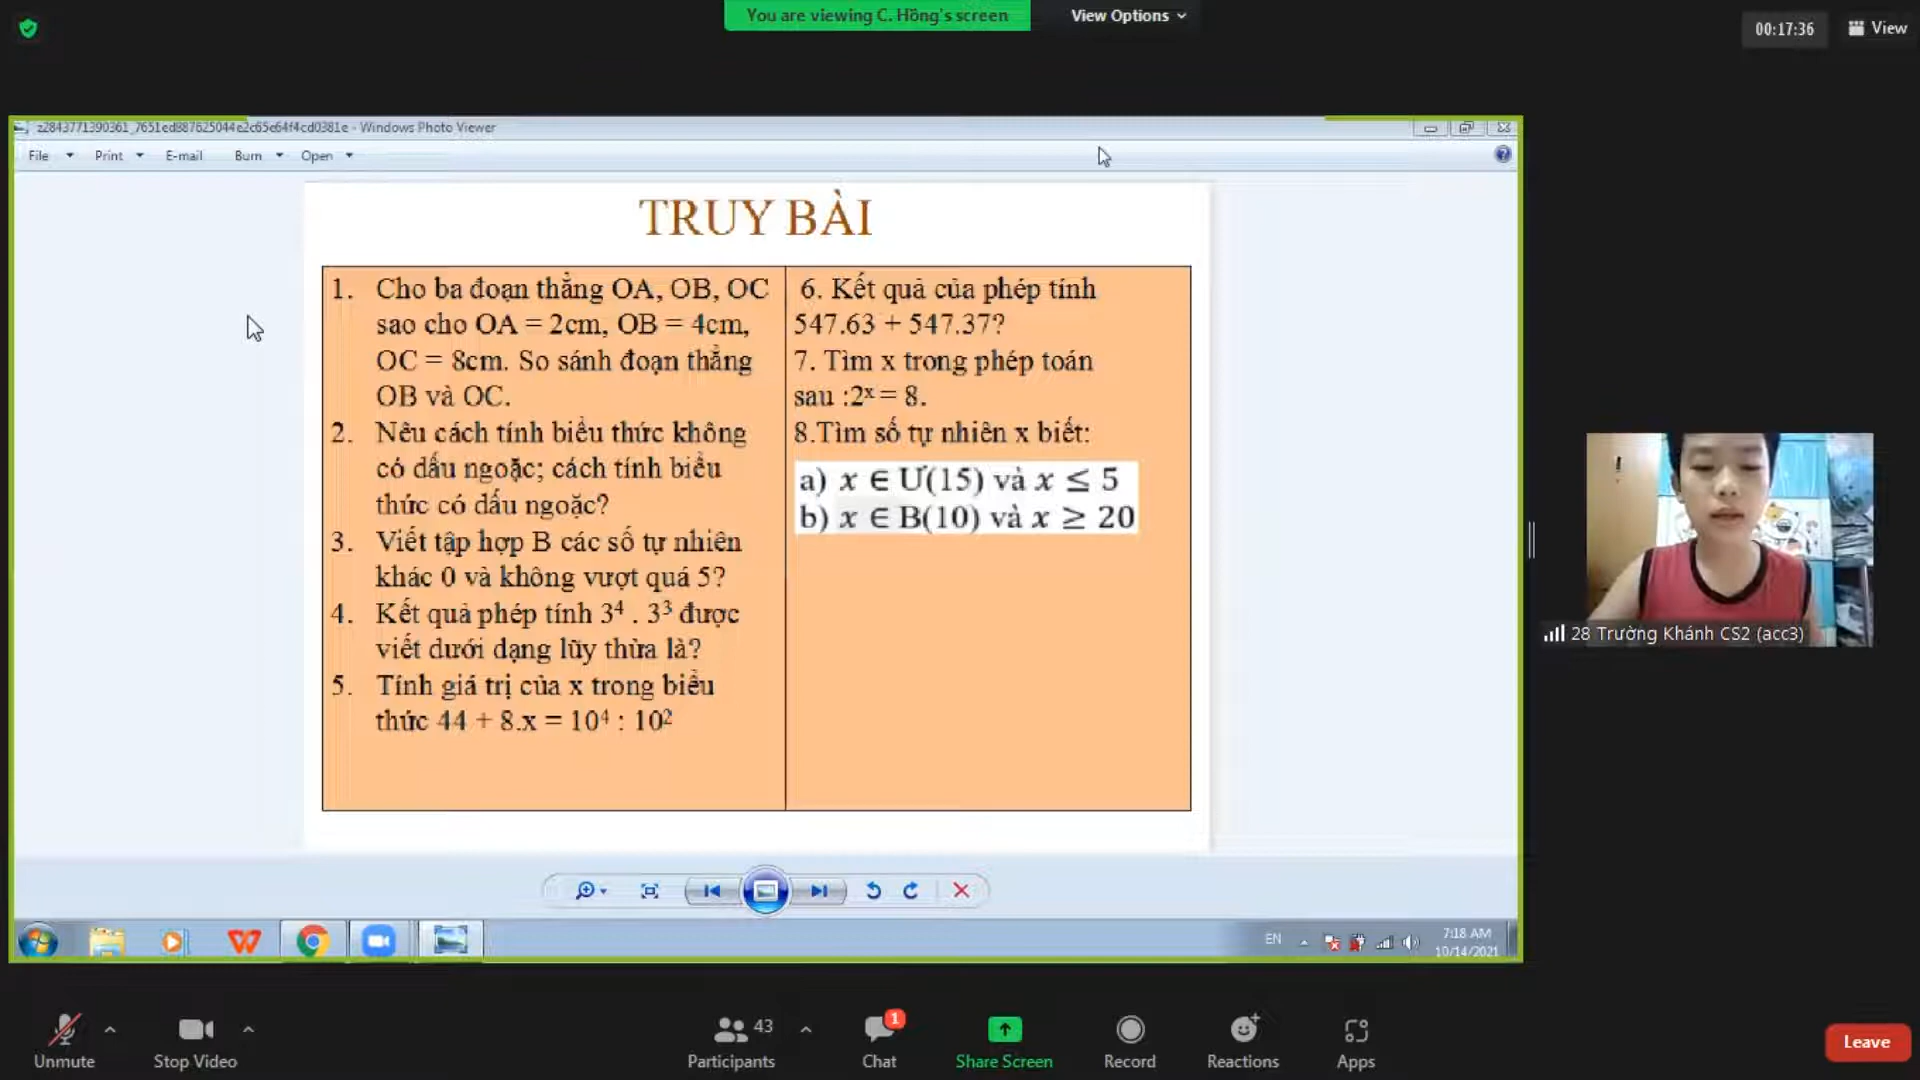 You are viewing C. Hồng's screen
View Options
00:17:36
View
z2843771390361_7651ed887625044e2c65e64f4cd0381e - Windows Photo Viewer
File
Print
E-mail
Burn
Open
TRUY BÀI
1. Cho ba đoạn thẳng OA, OB, OC
sao cho OA = 2cm, OB = 4cm,
OC = 8cm. So sánh đoạn thẳng
OB và OC.
2. Nêu cách tính biểu thức không
có dấu ngoặc; cách tính biểu
thức có dấu ngoặc?
3. Viết tập hợp B các số tự nhiên
khác 0 và không vượt quá 5?
4. Kết quả phép tính 3⁴ . 3³ được
viết dưới dạng lũy thừa là?
5. Tính giá trị của x trong biểu
thức 44 + 8.x = 10⁴ : 10²
6. Kết quả của phép tính
547.63 + 547.37?
7. Tìm x trong phép toán
sau :2ˣ = 8.
8.Tìm số tự nhiên x biết:
a) x ∈ Ư(15) và x ≤ 5
b) x ∈ B(10) và x ≥ 20
28 Trường Khánh CS2 (acc3)
EN
7:18 AM
10/14/2021
Unmute
Stop Video
43
Participants
1
Chat
Share Screen
Record
Reactions
Apps
Leave